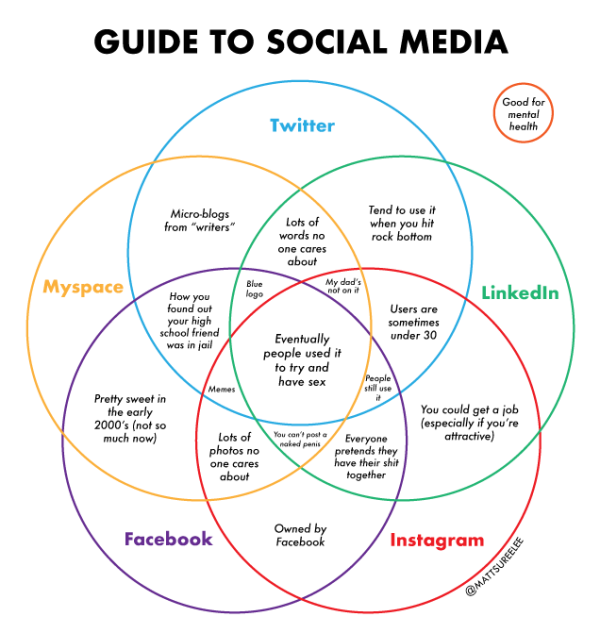 GUIDE TO SOCIAL MEDIA
Good for
mental
health
Twitter
Micro-blogs
from "writers"
Lots of
words no
one cares
about
Tend to use it
when you hit
rock bottom
Myspace
Blue
logo
My dad's
not on it
LinkedIn
How you
found out
your high
school friend
was in jail
Users are
sometimes
under 30
Eventually
people used it
to try and
have sex
Memes
People
still use
it
Pretty sweet in
the early
2000's (not so
much now)
You could get a job
(especially if you're
attractive)
Lots of
photos no
one cares
about
You can't post a
naked penis
Everyone
pretends they
have their shit
together
Facebook
Owned by
Facebook
Instagram
@MATTSUREELEE